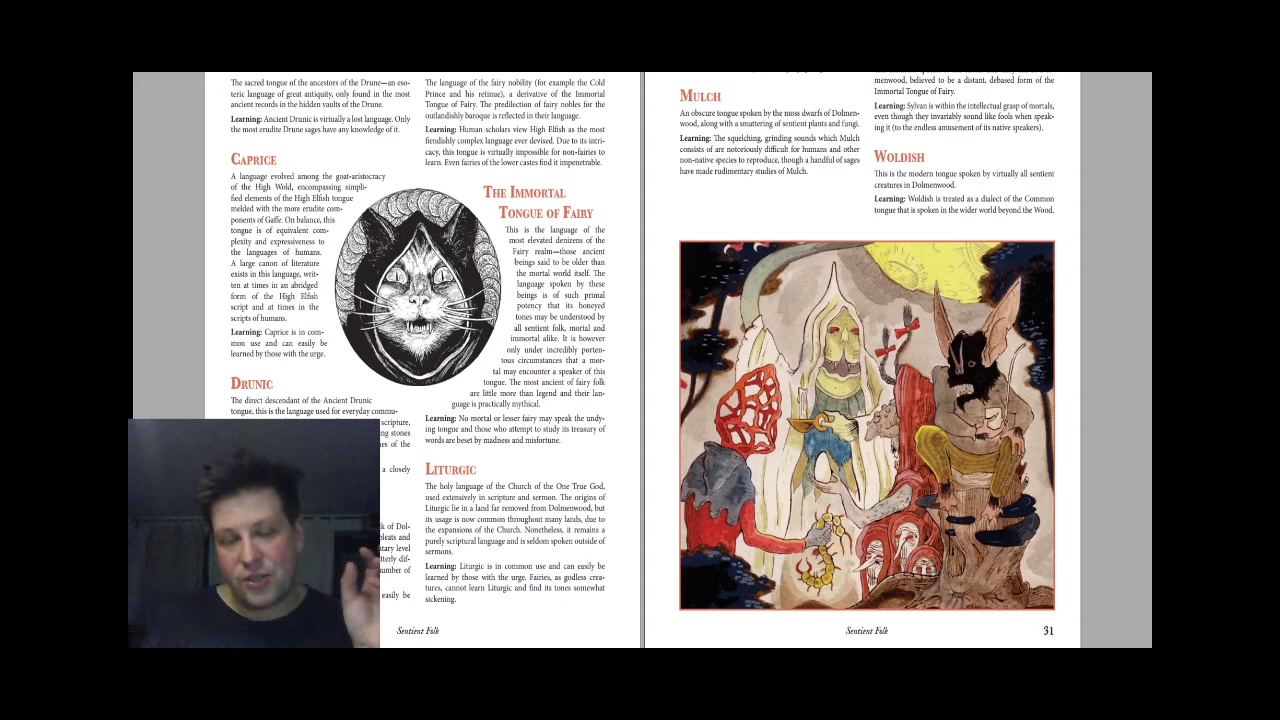 The sacred tongue of the ancestors of the Drune—an eso-
teric language of great antiquity, only found in the most
ancient records in the hidden vaults of the Drune.
Learning: Ancient Drunic is virtually a lost language. Only
the most erudite Drune sages have any knowledge of it.
Caprice
A language evolved among the goat-aristocracy
of the High Wold, encompassing simpli-
fied elements of the High Elfish tongue
melded with the more erudite com-
ponents of Gaffe. On balance, this
tongue is of equivalent com-
plexity and expressiveness to
the languages of humans.
A large canon of literature
exists in this language, writ-
ten at times in an abridged
form of the High Elfish
script and at times in the
scripts of humans.
Learning: Caprice is in com-
mon use and can easily be
learned by those with the urge.
Drunic
The direct descendant of the Ancient Drunic
tongue, this is the language used for everyday commu-
scripture,
ng stones
es of the
a closely
k of Dol-
bleats and
tary level
tterly dif-
number of
easily be
The language of the fairy nobility (for example the Cold
Prince and his retinue), a derivative of the Immortal
Tongue of Fairy. The predilection of fairy nobles for the
outlandishly baroque is reflected in their language.
Learning: Human scholars view High Elfish as the most
fiendishly complex language ever devised. Due to its intri-
cacy, this tongue is virtually impossible for non-fairies to
learn. Even fairies of the lower castes find it impenetrable.
The Immortal
Tongue of Fairy
This is the language of the
most elevated denizens of the
Fairy realm—those ancient
beings said to be older than
the mortal world itself. The
language spoken by these
beings is of such primal
potency that its honeyed
tones may be understood by
all sentient folk, mortal and
immortal alike. It is however
only under incredibly porten-
tous circumstances that a mor-
tal may encounter a speaker of this
tongue. The most ancient of fairy folk
are little more than legend and their lan-
guage is practically mythical.
Learning: No mortal or lesser fairy may speak the undy-
ing tongue and those who attempt to study its treasury of
words are beset by madness and misfortune.
Liturgic
The holy language of the Church of the One True God,
used extensively in scripture and sermon. The origins of
Liturgic lie in a land far removed from Dolmenwood, but
its usage is now common throughout many lands, due to
the expansions of the Church. Nonetheless, it remains a
purely scriptural language and is seldom spoken outside of
sermons.
Learning: Liturgic is in common use and can easily be
learned by those with the urge. Fairies, as godless crea-
tures, cannot learn Liturgic and find its tones somewhat
sickening.
Sentient Folk
Mulch
An obscure tongue spoken by the moss dwarfs of Dolmen-
wood, along with a smattering of sentient plants and fungi.
Learning: The squelching, grinding sounds which Mulch
consists of are notoriously difficult for humans and other
non-native species to reproduce, though a handful of sages
have made rudimentary studies of Mulch.
menwood, believed to be a distant, debased form of the
Immortal Tongue of Fairy.
Learning: Sylvan is within the intellectual grasp of mortals,
even though they invariably sound like fools when speak-
ing it (to the endless amusement of its native speakers).
Woldish
This is the modern tongue spoken by virtually all sentient
creatures in Dolmenwood.
Learning: Woldish is treated as a dialect of the Common
tongue that is spoken in the wider world beyond the Wood.
Sentient Folk
31